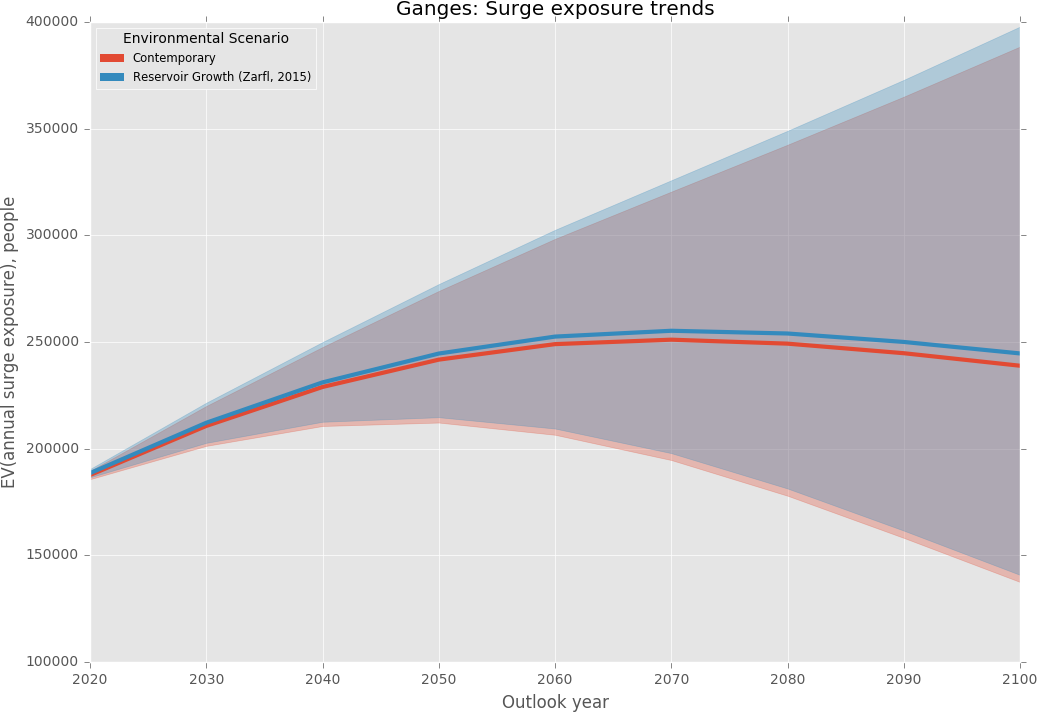 Ganges: Surge exposure trends
Environmental Scenario
Contemporary
Reservoir Growth (Zarfl, 2015)
EV(annual surge exposure), people
400000
350000
300000
250000
200000
150000
100000
2020 2030 2040 2050 2060 2070 2080 2090 2100
Outlook year